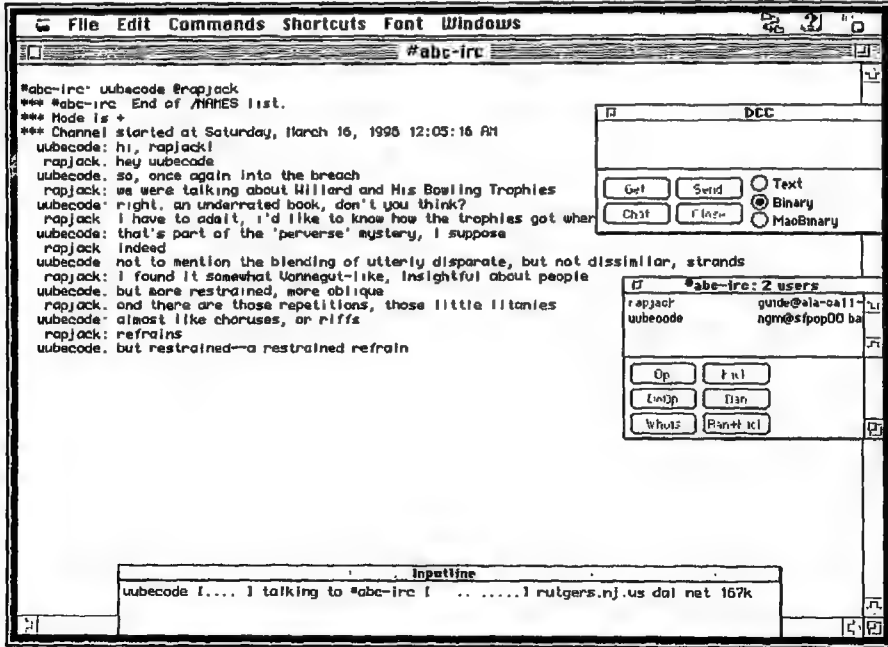 File Edit Commands Shortcuts Font Windows
#abc-irc
#abc-irc: uubecode @rapjack
*** #abc-irc End of /NAMES list.
*** Mode is +
*** Channel started at Saturday, March 16, 1996 12:05:16 AM
uubecode: hi, rapjack!
rapjack. hey uubecode
uubecode. so, once again into the breach
rapjack: we were talking about Willard and His Bowling Trophies
uubecode: right. an underrated book, don't you think?
rapjack i have to admit, i'd like to know how the trophies got wher
uubecode: that's part of the 'perverse' mystery, I suppose
rapjack indeed
uubecode not to mention the blending of utterly disparate, but not dissimilar, strands
rapjack: i found it somewhat Vonnegut-like, insightful about people
uubecode. but more restrained, more oblique
rapjack. and there are those repetitions, those little litanies
uubecode: almost like choruses, or riffs
rapjack: refrains
uubecode. but restrained--a restrained refrain
DCC
Get Send Text
Binary
Chat Close MacBinary
#abc-irc: 2 users
rapjack guide@ala-ca11-
uubecode ngm@sfpop00 ba
Op Kick
DeOp Ban
Whois Ban+Kick
Inputline
uubecode [.... ] talking to #abc-irc [ .. .....] rutgers.nj.us dal net 167k